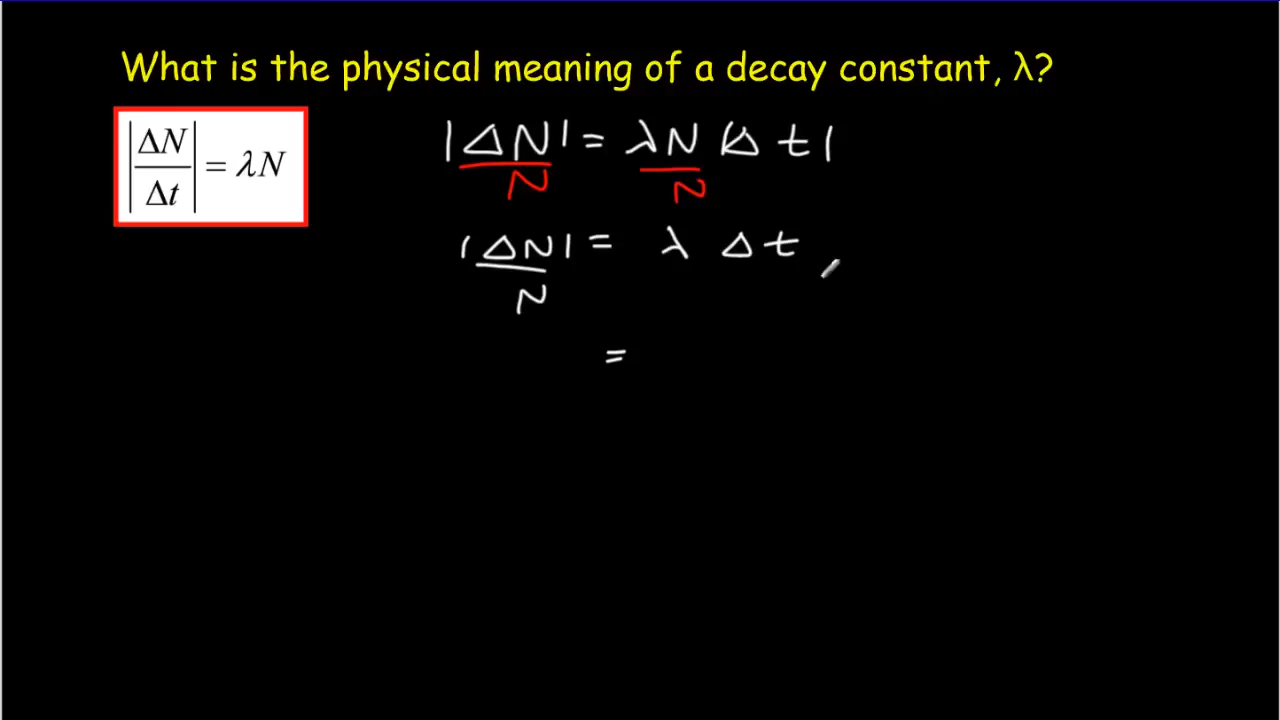 What is the physical meaning of a decay constant, λ?
|ΔN/Δt| = λN
|ΔN|/N = λN/N |Δt|
|ΔN|/N = λ Δt
=